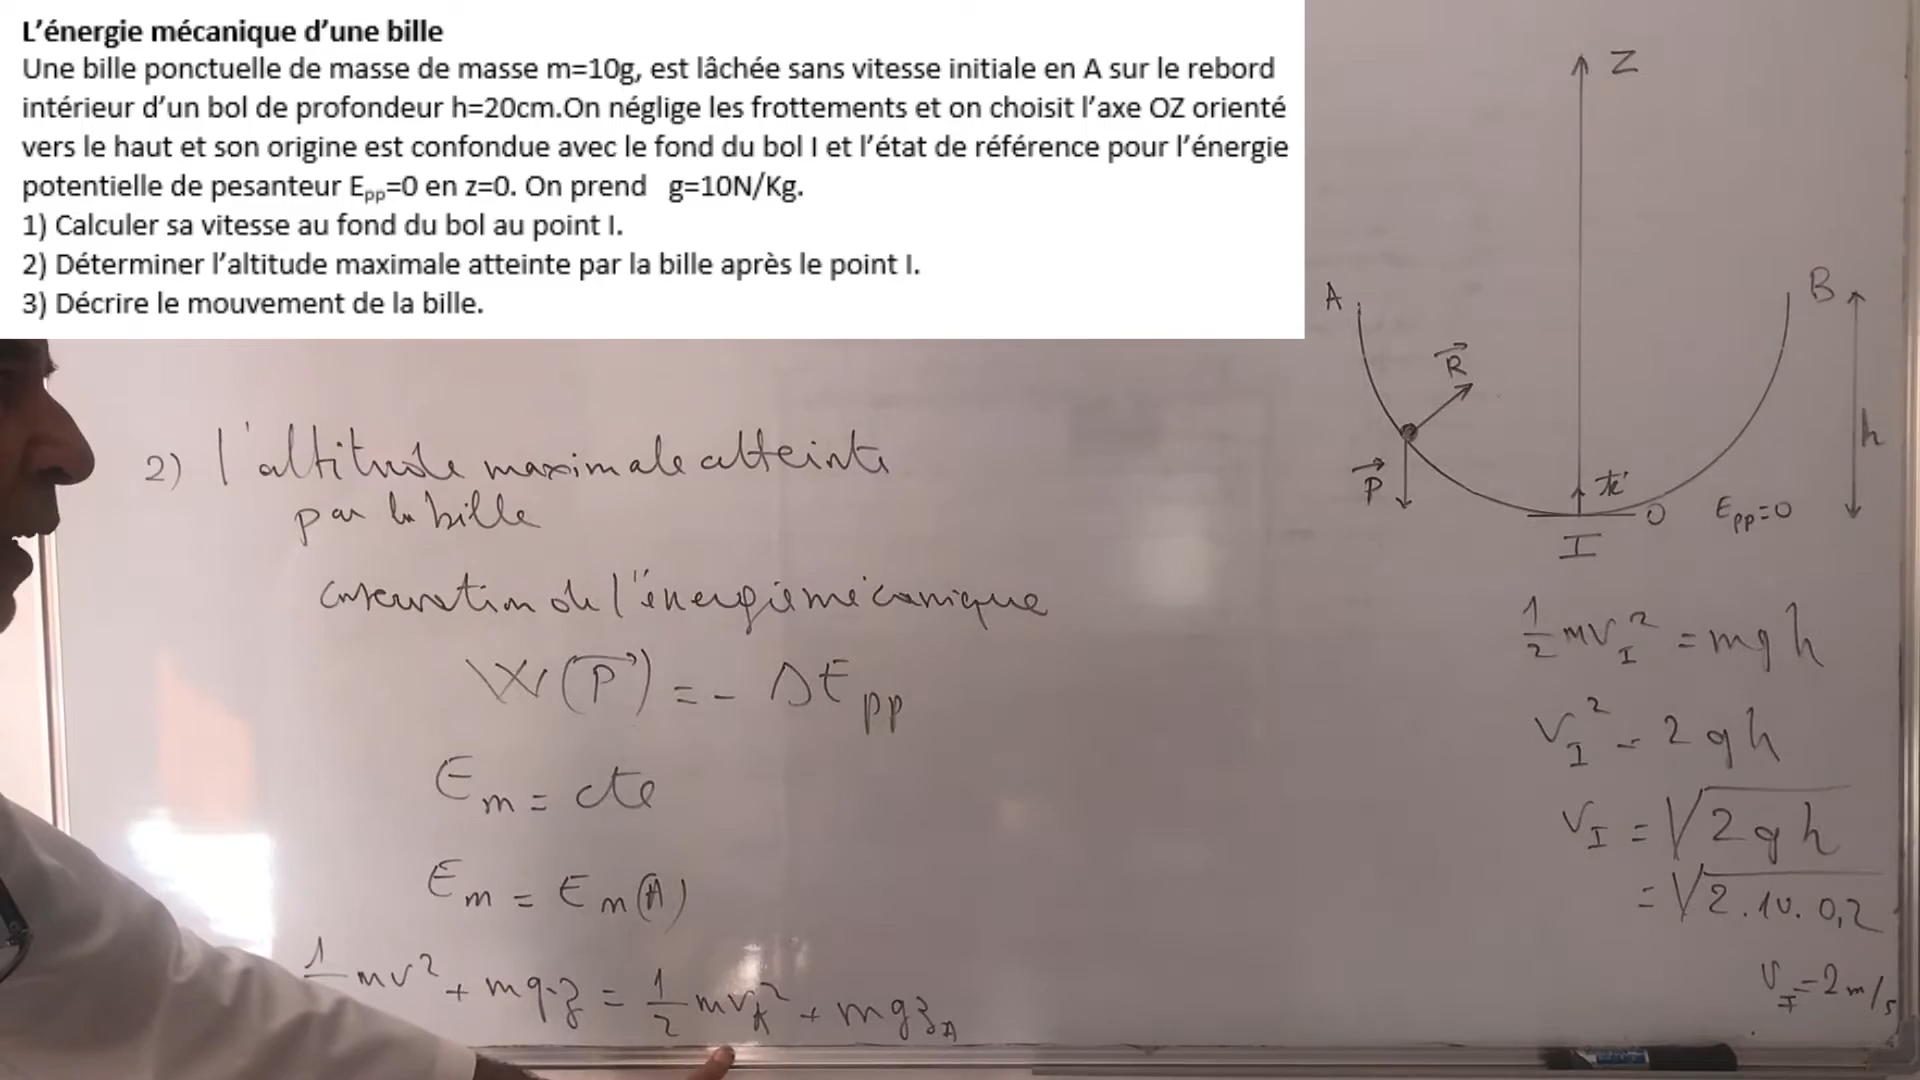 L’énergie mécanique d’une bille
Une bille ponctuelle de masse de masse m=10g, est lâchée sans vitesse initiale en A sur le rebord
intérieur d’un bol de profondeur h=20cm.On néglige les frottements et on choisit l’axe OZ orienté
vers le haut et son origine est confondue avec le fond du bol I et l’état de référence pour l’énergie
potentielle de pesanteur Epp=0 en z=0. On prend g=10N/Kg.
1) Calculer sa vitesse au fond du bol au point I.
2) Déterminer l’altitude maximale atteinte par la bille après le point I.
3) Décrire le mouvement de la bille.
2) l'altitude maximale atteinte
par la bille
conservation de l'énergie mécanique
W(P⃗) = - ΔEpp
Em = cte
Em = Em(A)
1/2 mv² + mg.z = 1/2 mvA² + mgzA
Z
A
B
R⃗
P⃗
h
k⃗
O
Epp=0
I
1/2 mvI² = mgh
vI² = 2gh
vI = √2gh
= √2.10.0,2
vI = 2m/s